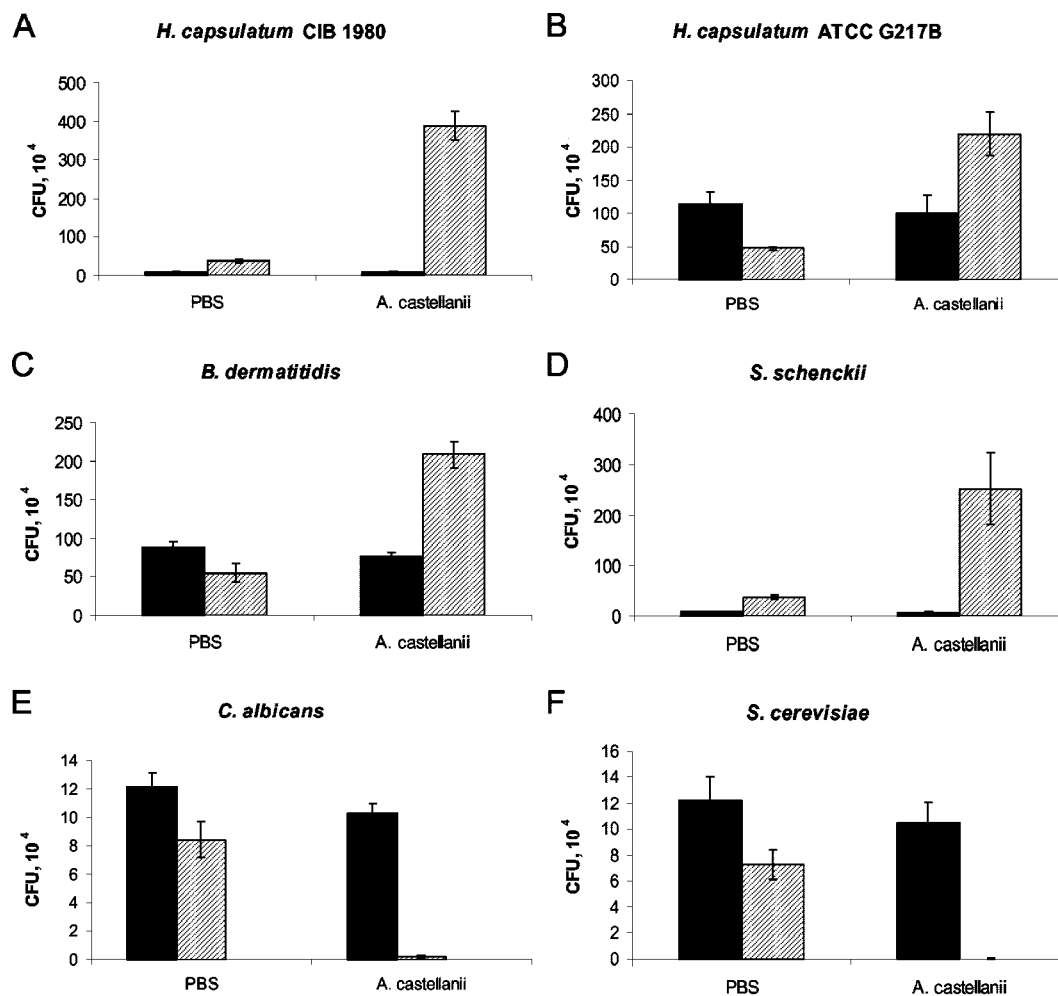 A
H. capsulatum CIB 1980
CFU, 10⁴
500
400
300
200
100
0
PBS
A. castellanii
B
H. capsulatum ATCC G217B
CFU, 10⁴
300
250
200
150
100
50
0
PBS
A. castellanii
C
B. dermatitidis
CFU, 10⁴
250
200
150
100
50
0
PBS
A. castellanii
D
S. schenckii
CFU, 10⁴
400
300
200
100
0
PBS
A. castellanii
E
C. albicans
CFU, 10⁴
14
12
10
8
6
4
2
0
PBS
A. castellanii
F
S. cerevisiae
CFU, 10⁴
16
14
12
10
8
6
4
2
0
PBS
A. castellanii